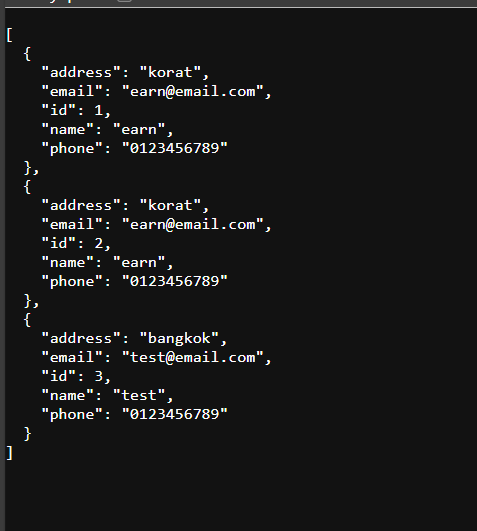 [
  {
    "address": "korat",
    "email": "earn@email.com",
    "id": 1,
    "name": "earn",
    "phone": "0123456789"
  },
  {
    "address": "korat",
    "email": "earn@email.com",
    "id": 2,
    "name": "earn",
    "phone": "0123456789"
  },
  {
    "address": "bangkok",
    "email": "test@email.com",
    "id": 3,
    "name": "test",
    "phone": "0123456789"
  }
]